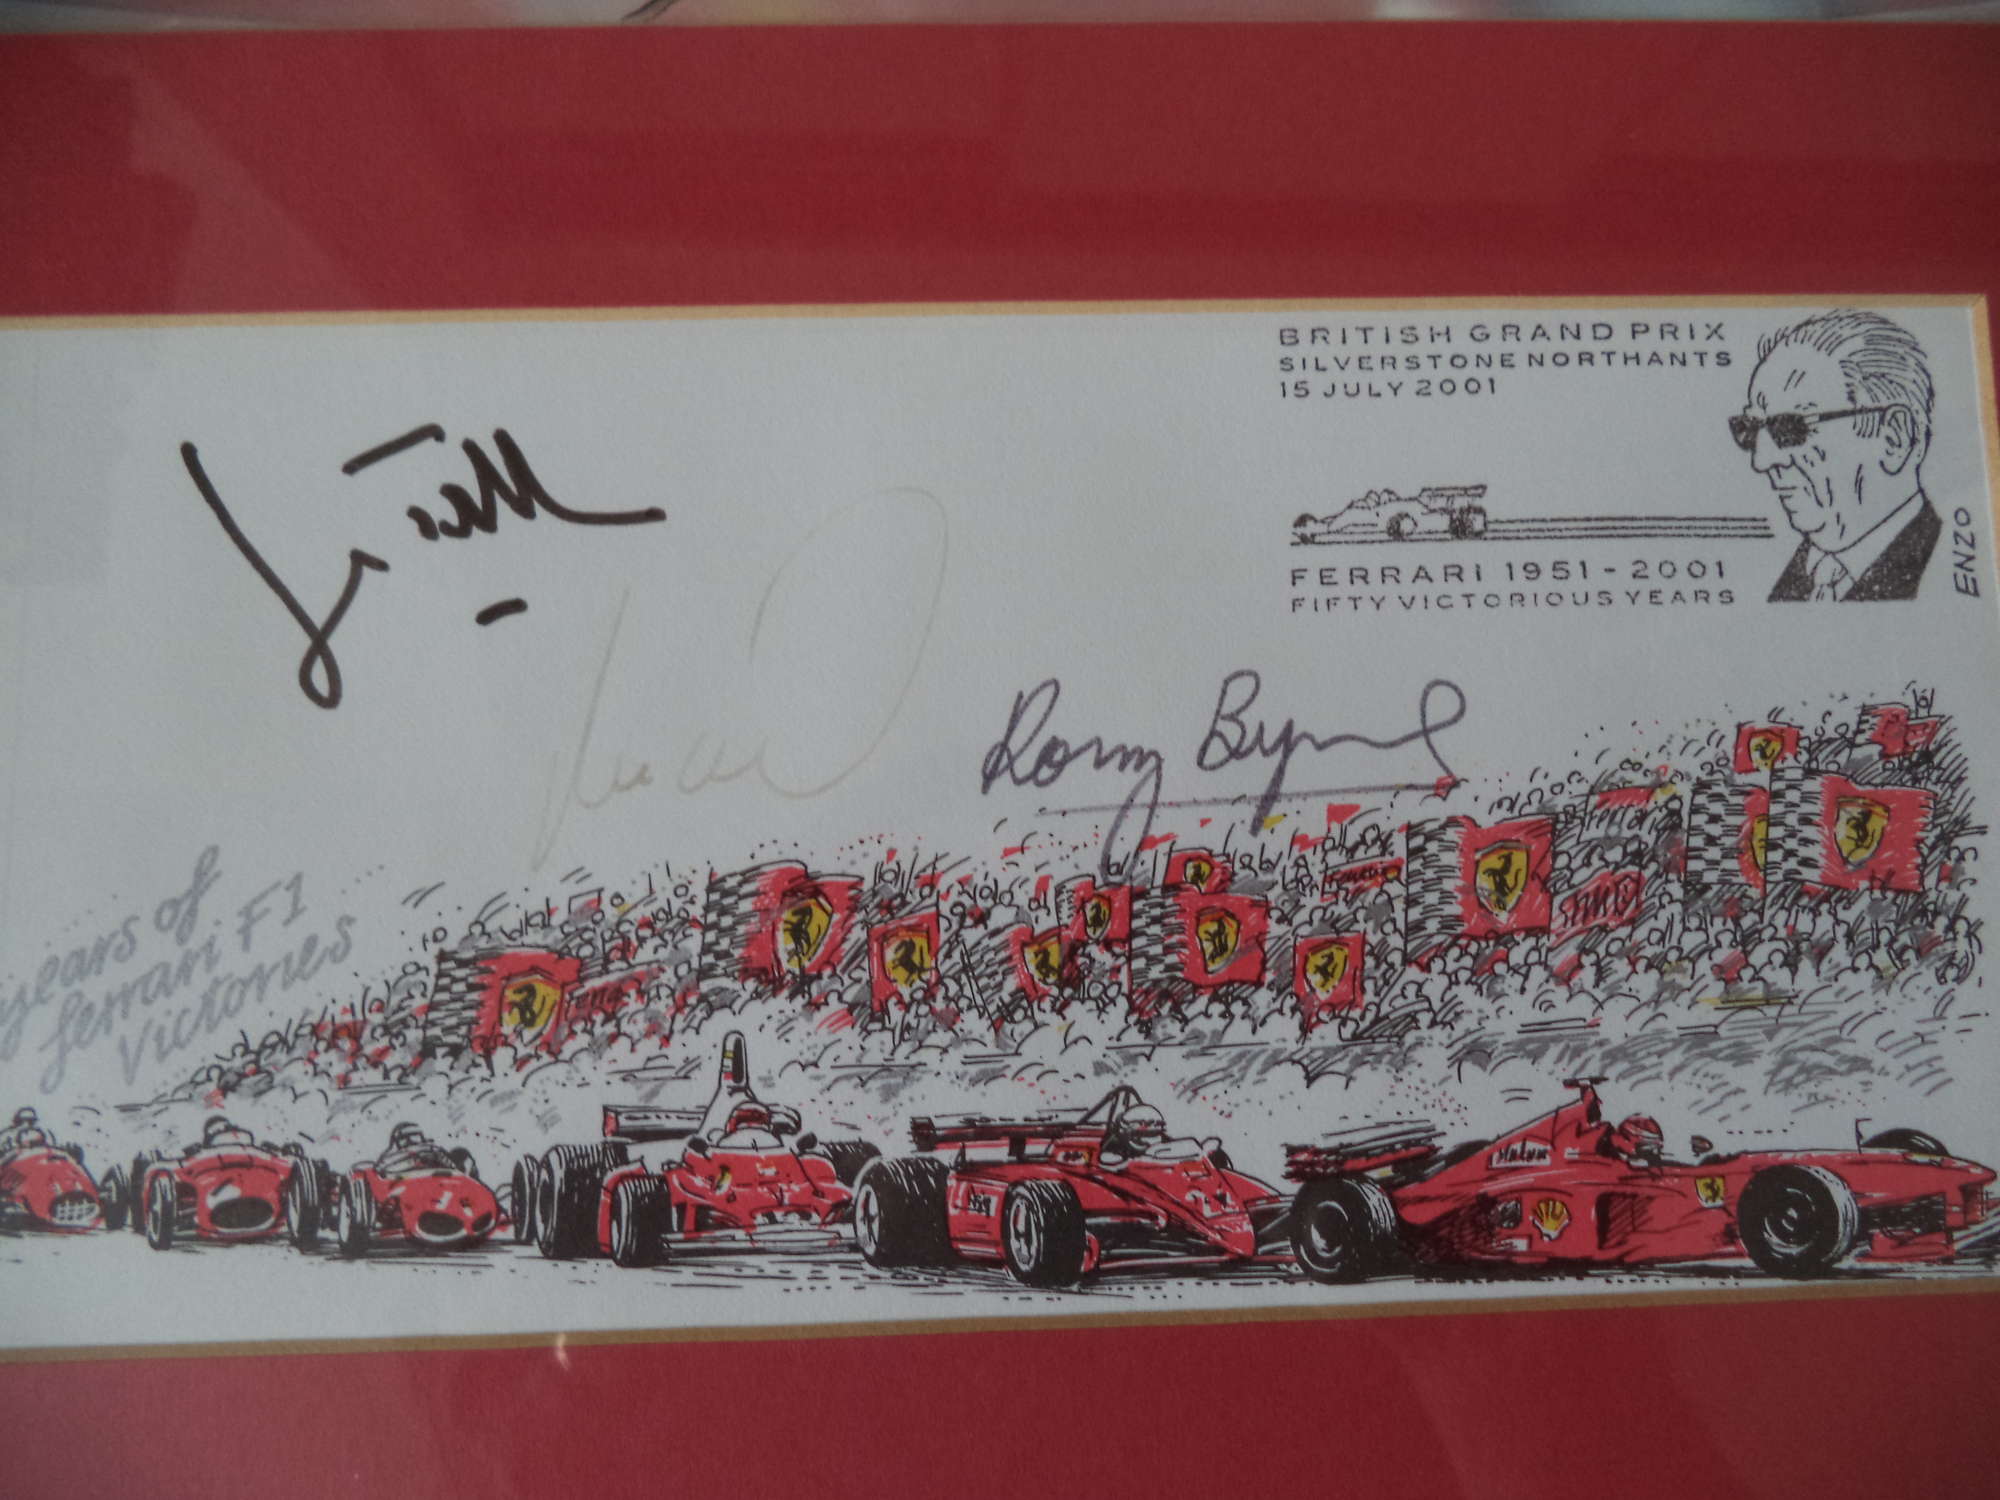 BRITISH GRAND PRIX
SILVERSTONE NORTHANTS
15 JULY 2001
FERRARI 1951 - 2001
FIFTY VICTORIOUS YEARS
ENZO
Rory Byrne
years of
ferrari F1
Victories